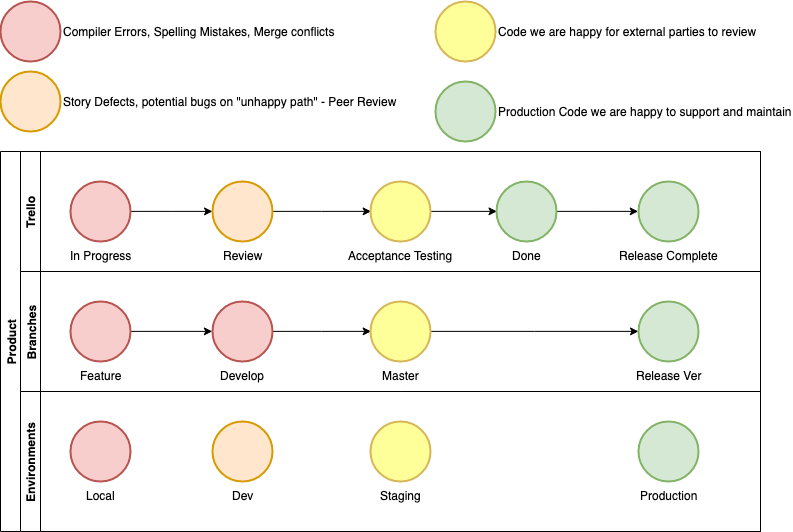 Compiler Errors, Spelling Mistakes, Merge conflicts
Code we are happy for external parties to review
Story Defects, potential bugs on "unhappy path" - Peer Review
Production Code we are happy to support and maintain
Product
Trello
In Progress
Review
Acceptance Testing
Done
Release Complete
Branches
Feature
Develop
Master
Release Ver
Environments
Local
Dev
Staging
Production